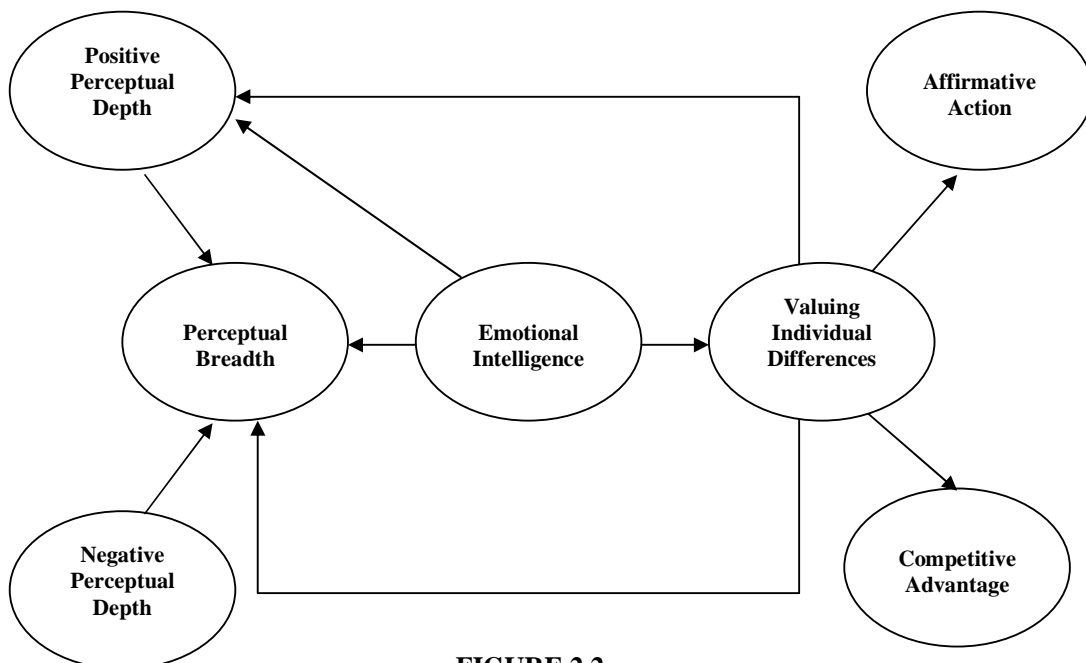 Positive
Perceptual
Depth
Affirmative
Action
Perceptual
Breadth
Emotional
Intelligence
Valuing
Individual
Differences
Negative
Perceptual
Depth
Competitive
Advantage
FIGURE 2.2